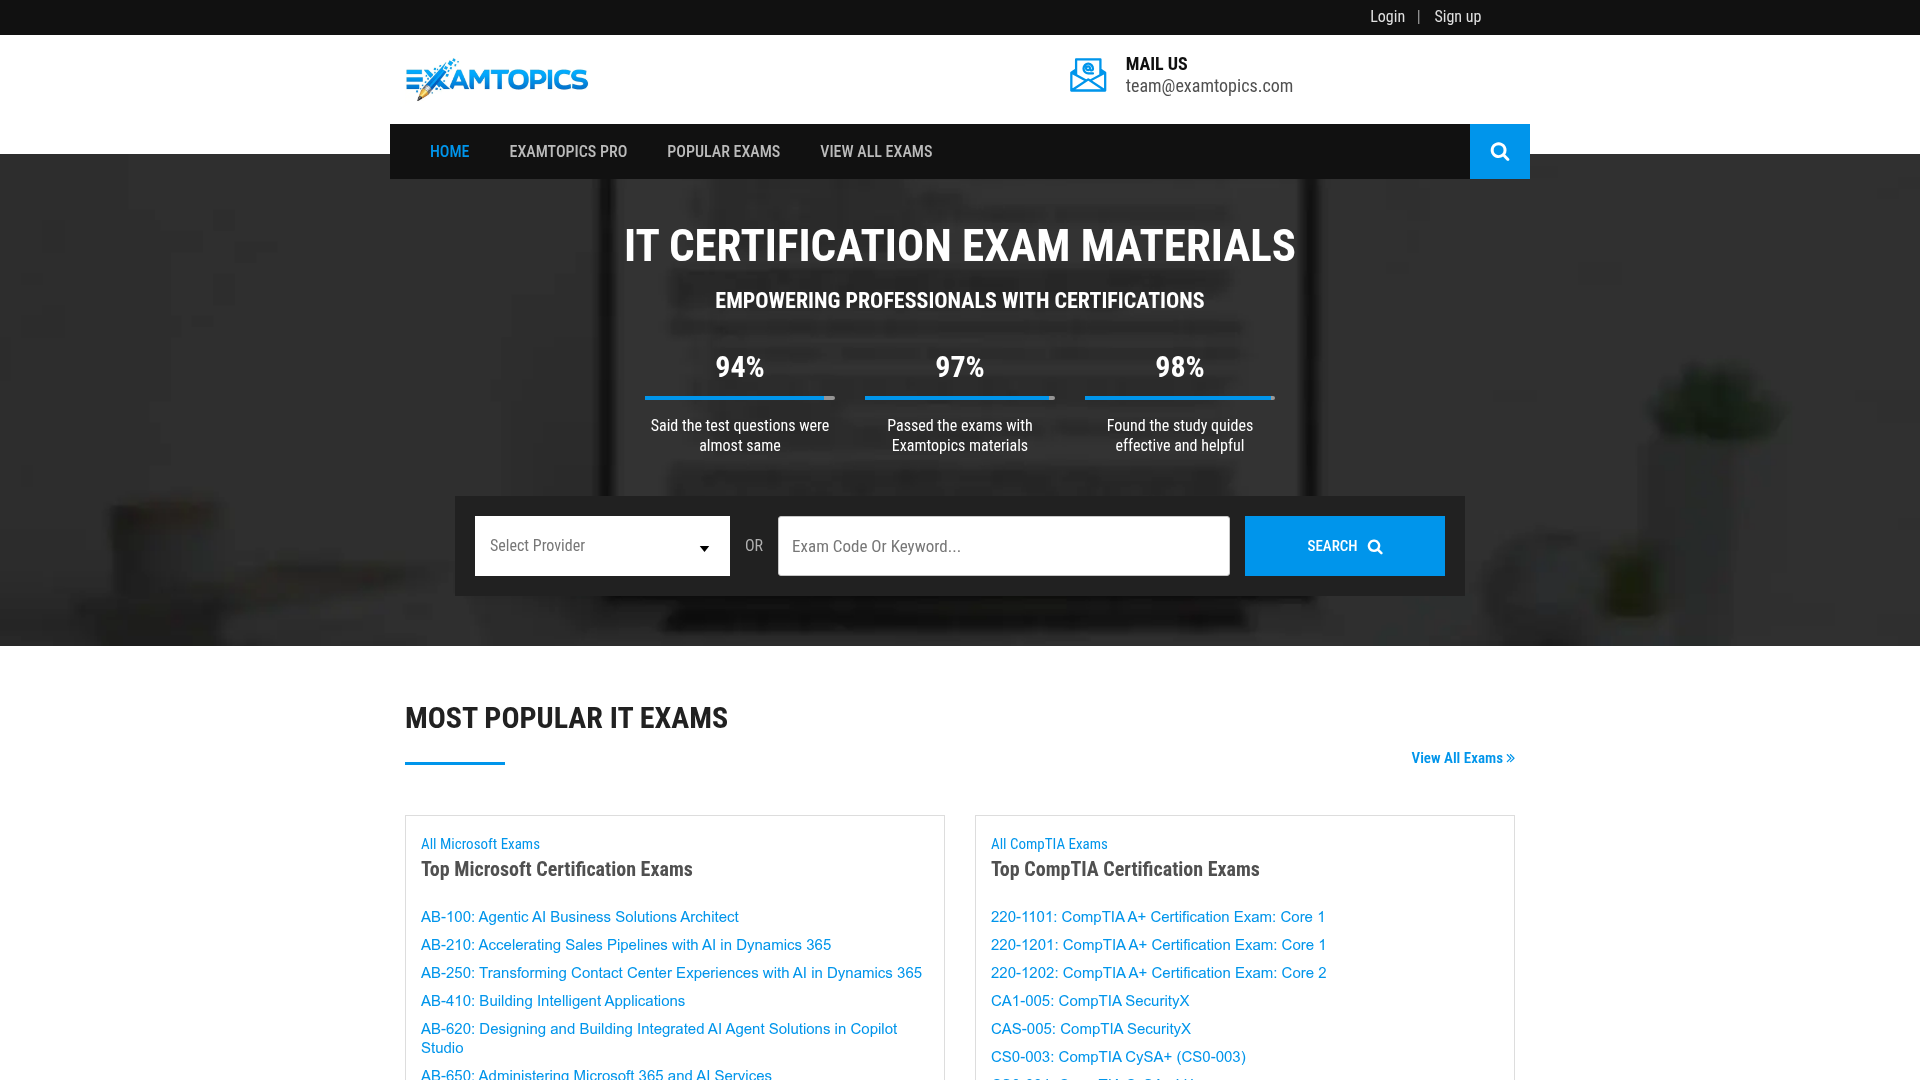 Login | Sign up
EXAMTOPICS
MAIL US
team@examtopics.com
HOME EXAMTOPICS PRO POPULAR EXAMS VIEW ALL EXAMS
IT CERTIFICATION EXAM MATERIALS
EMPOWERING PROFESSIONALS WITH CERTIFICATIONS
94% 97% 98%
Said the test questions were almost same
Passed the exams with Examtopics materials
Found the study quides effective and helpful
Select Provider OR Exam Code Or Keyword... SEARCH
MOST POPULAR IT EXAMS
View All Exams »
All Microsoft Exams
Top Microsoft Certification Exams
AB-100: Agentic AI Business Solutions Architect
AB-210: Accelerating Sales Pipelines with AI in Dynamics 365
AB-250: Transforming Contact Center Experiences with AI in Dynamics 365
AB-410: Building Intelligent Applications
AB-620: Designing and Building Integrated AI Agent Solutions in Copilot
Studio
AB-650: Administering Microsoft 365 and AI Services
All CompTIA Exams
Top CompTIA Certification Exams
220-1101: CompTIA A+ Certification Exam: Core 1
220-1201: CompTIA A+ Certification Exam: Core 1
220-1202: CompTIA A+ Certification Exam: Core 2
CA1-005: CompTIA SecurityX
CAS-005: CompTIA SecurityX
CS0-003: CompTIA CySA+ (CS0-003)